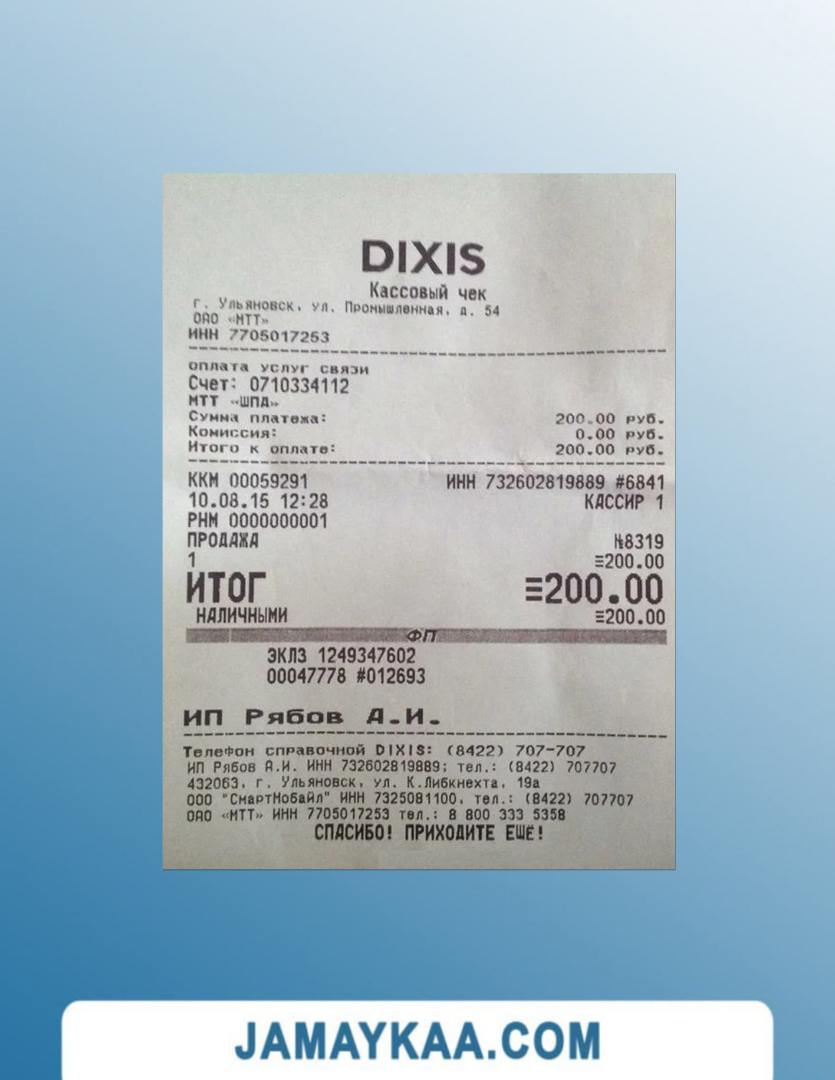 DIXIS
Кассовый чек
г. Ульяновск, ул. Промышленная, д. 54
ОАО «МТТ»
ИНН 7705017253
оплата услуг связи
Счет: 0710334112
МТТ «ШПД»
Сумма платежа: 200.00 руб.
Комиссия: 0.00 руб.
Итого к оплате: 200.00 руб.
ККМ 00059291 ИНН 732602819889 #6841
10.08.15 12:28 КАССИР 1
РНМ 0000000001
ПРОДАЖА №8319
1 ≡200.00
ИТОГ ≡200.00
НАЛИЧНЫМИ ≡200.00
ФП
ЭКЛЗ 1249347602
00047778 #012693
ИП Рябов А.И.
Телефон справочной DIXIS: (8422) 707-707
ИП Рябов А.И. ИНН 732602819889; тел.: (8422) 707707
432063, г. Ульяновск, ул. К.Либкнехта, 19а
ООО "СмартМобайл" ИНН 7325081100, тел.: (8422) 707707
ОАО «МТТ» ИНН 7705017253 тел.: 8 800 333 5358
СПАСИБО! ПРИХОДИТЕ ЕЩЕ!
JAMAYKAA.COM